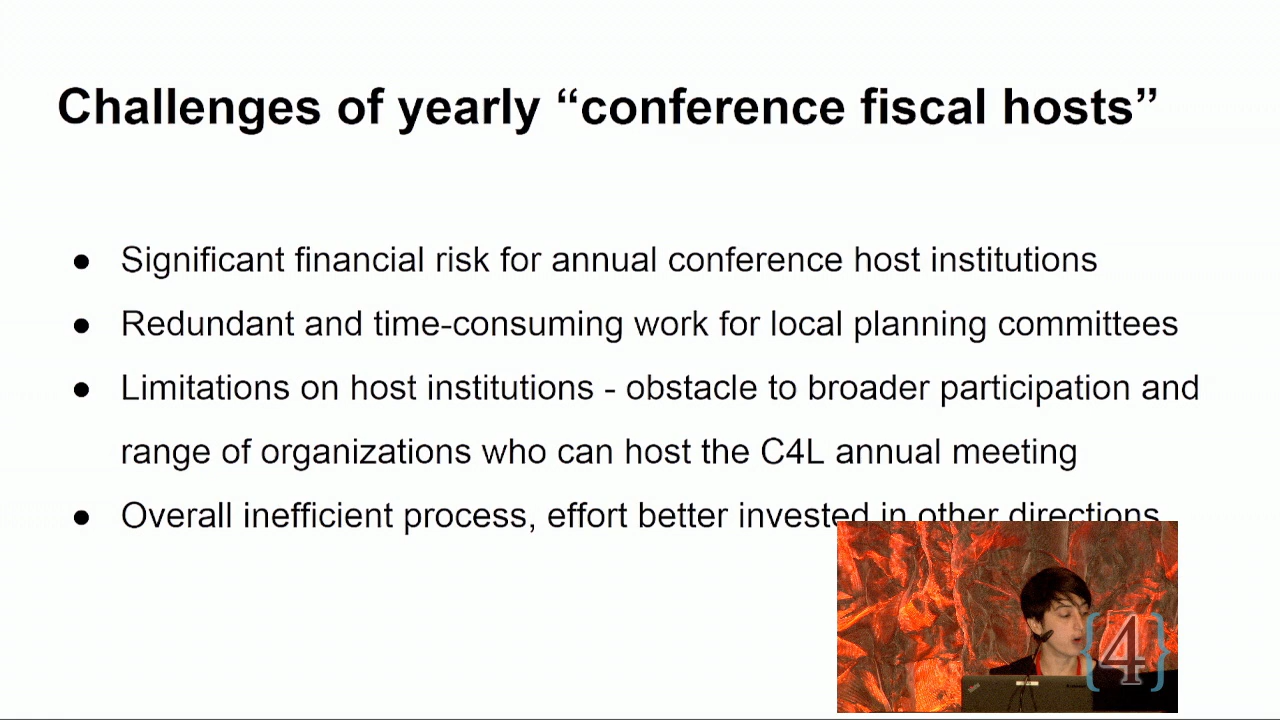 Challenges of yearly “conference fiscal hosts”
● Significant financial risk for annual conference host institutions
● Redundant and time-consuming work for local planning committees
● Limitations on host institutions - obstacle to broader participation and
range of organizations who can host the C4L annual meeting
● Overall inefficient process, effort better invested in other directions
{4}